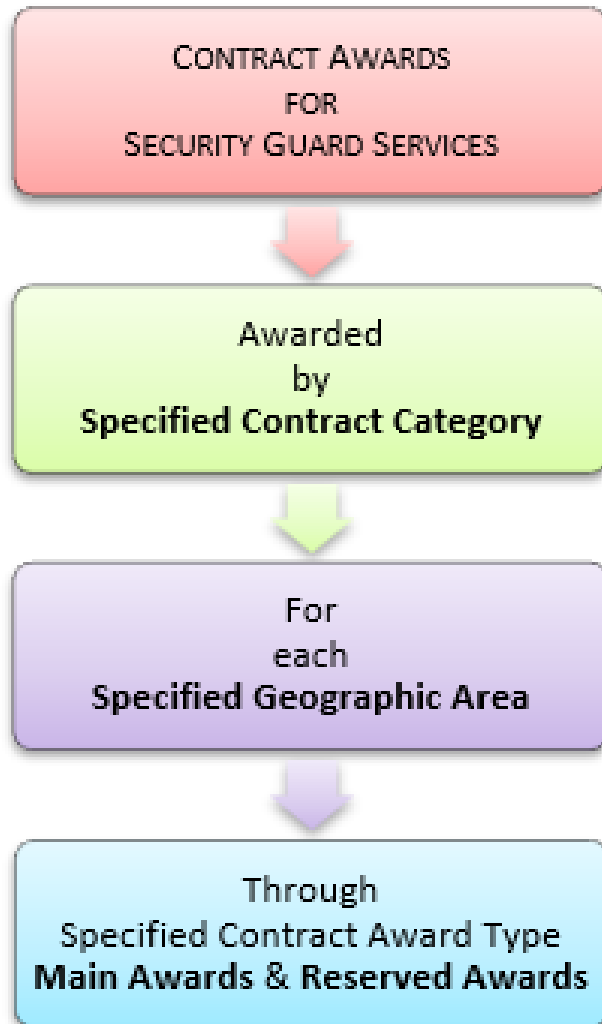 CONTRACT AWARDS
FOR
SECURITY GUARD SERVICES
Awarded
by
Specified Contract Category
For
each
Specified Geographic Area
Through
Specified Contract Award Type
Main Awards & Reserved Awards